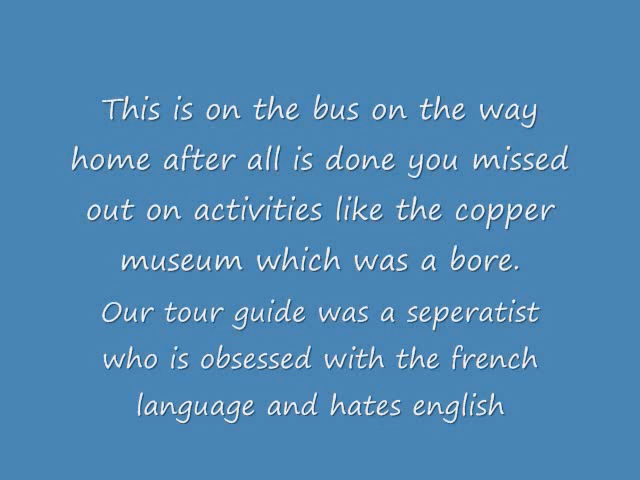 This is on the bus on the way
home after all is done you missed
out on activities like the copper
museum which was a bore.
Our tour guide was a seperatist
who is obsessed with the french
language and hates english